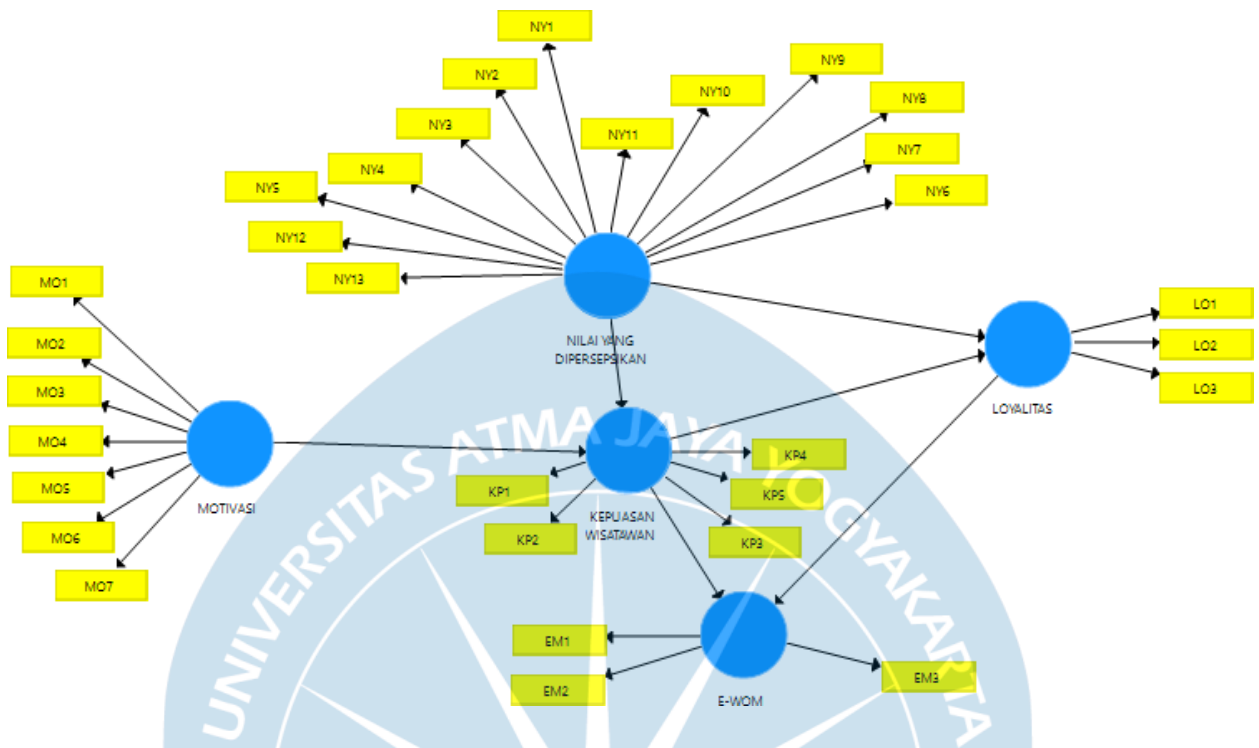 NY1
NY2
NY9
NY10
NY8
NY3
NY11
NY7
NY4
NY5
NY6
NY12
NY13
MO1
MO2
MO3
MO4
MO5
MO6
MO7
MOTIVASI
NILAI YANG
DIPERSEPSIKAN
LO1
LO2
LO3
LOYALITAS
KP4
KP1
KP5
KP2
KP3
KEPUASAN
WISATAWAN
EM1
EM2
EM3
E-WOM
UNIVERSITAS ATMA JAYA YOGYAKARTA